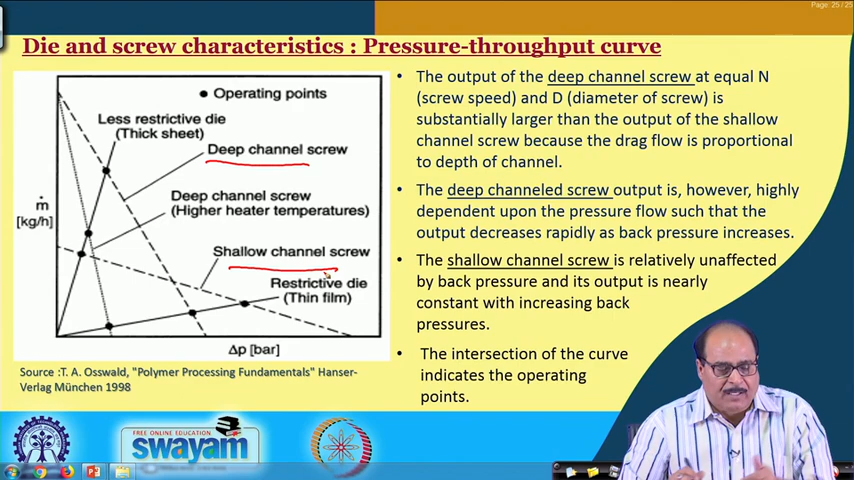 Page: 25 / 25
Die and screw characteristics : Pressure-throughput curve
Operating points
Less restrictive die
(Thick sheet)
Deep channel screw
Deep channel screw
(Higher heater temperatures)
ṁ
[kg/h]
Shallow channel screw
Restrictive die
(Thin film)
Δp [bar]
Source :T. A. Osswald, "Polymer Processing Fundamentals" Hanser-
Verlag München 1998
• The output of the deep channel screw at equal N
(screw speed) and D (diameter of screw) is
substantially larger than the output of the shallow
channel screw because the drag flow is proportional
to depth of channel.
• The deep channeled screw output is, however, highly
dependent upon the pressure flow such that the
output decreases rapidly as back pressure increases.
• The shallow channel screw is relatively unaffected
by back pressure and its output is nearly
constant with increasing back
pressures.
• The intersection of the curve
indicates the operating
points.
FREE ONLINE EDUCATION
swayam